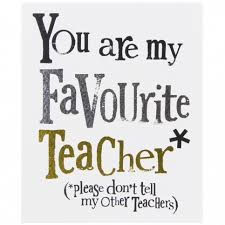 You are my
FaVouRite
TeacHer*
(*please don't tell
my Other TeacHers)